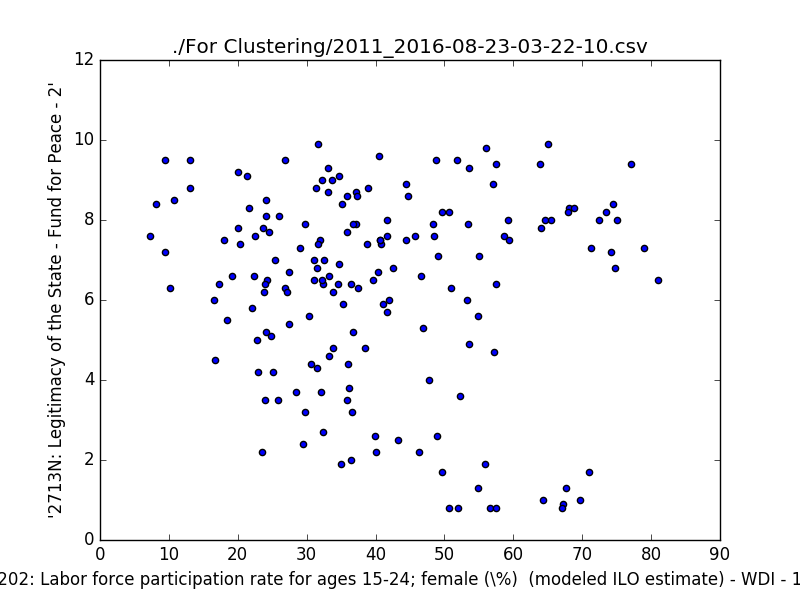 ./For Clustering/2011_2016-08-23-03-22-10.csv
'2713N: Legitimacy of the State - Fund for Peace - 2'
12
10
8
6
4
2
0
0 10 20 30 40 50 60 70 80 90
202: Labor force participation rate for ages 15-24; female (\%) (modeled ILO estimate) - WDI - 1